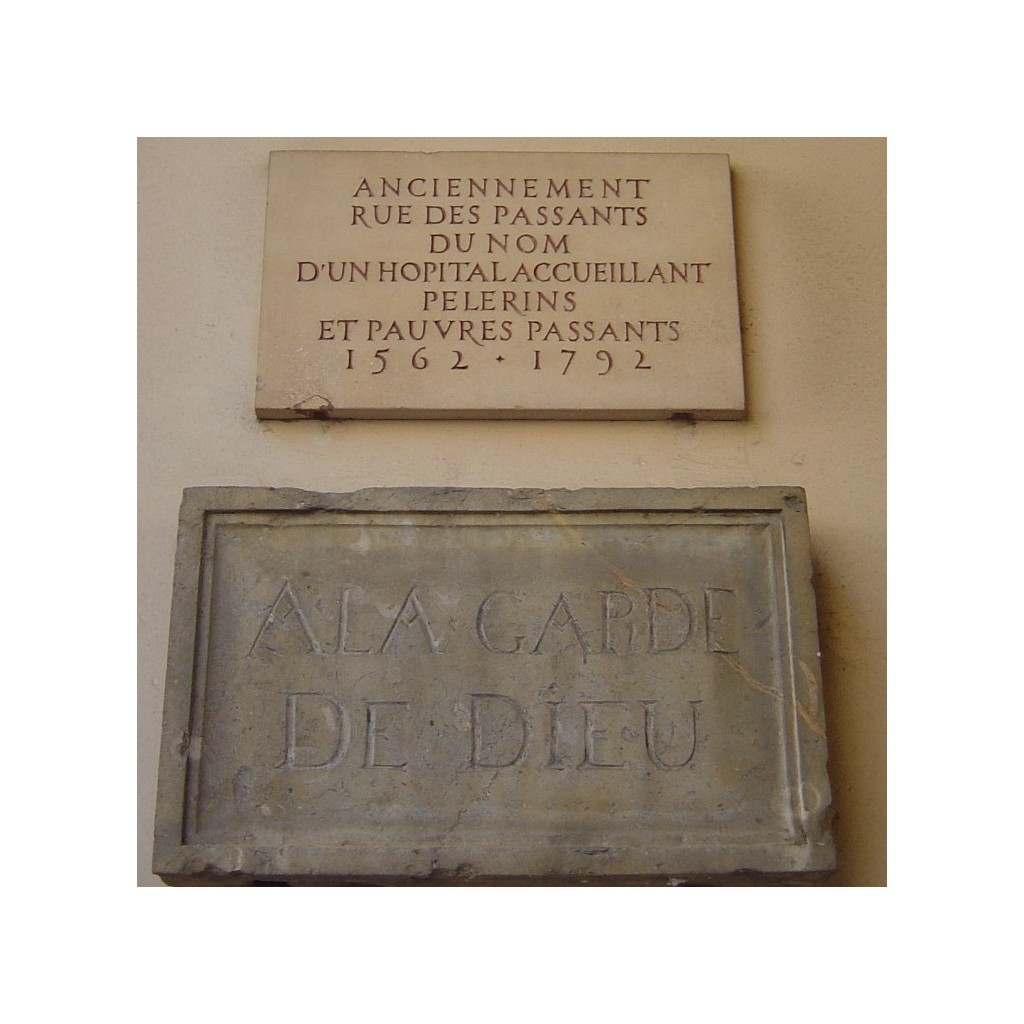 ANCIENNEMENT
RUE DES PASSANTS
DU NOM
D'UN HOPITAL ACCUEILLANT
PELERINS
ET PAUVRES PASSANTS
1562 · 1792
A LA GARDE
DE DIEU